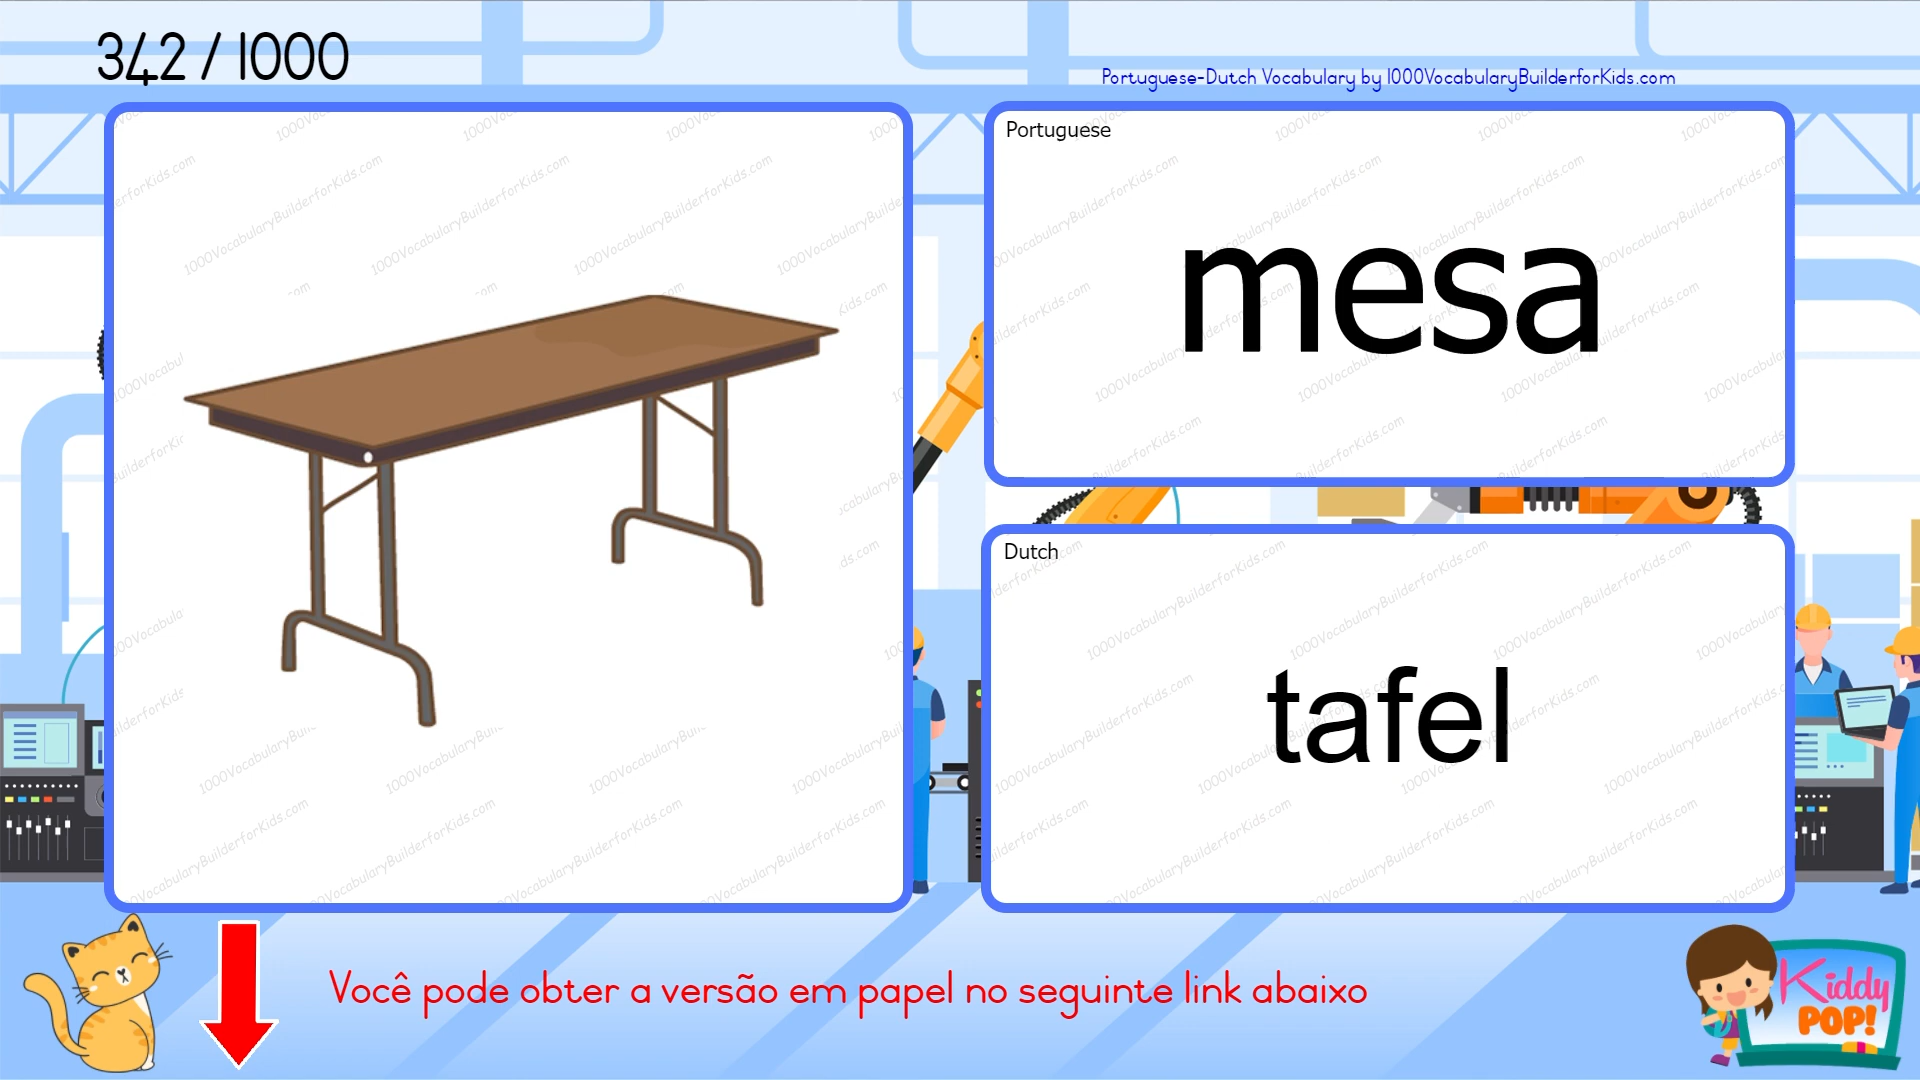 342 / 1000
Portuguese-Dutch Vocabulary by 1000VocabularyBuilderforKids.com
Portuguese
mesa
Dutch
tafel
Você pode obter a versão em papel no seguinte link abaixo
Kiddy
POP!